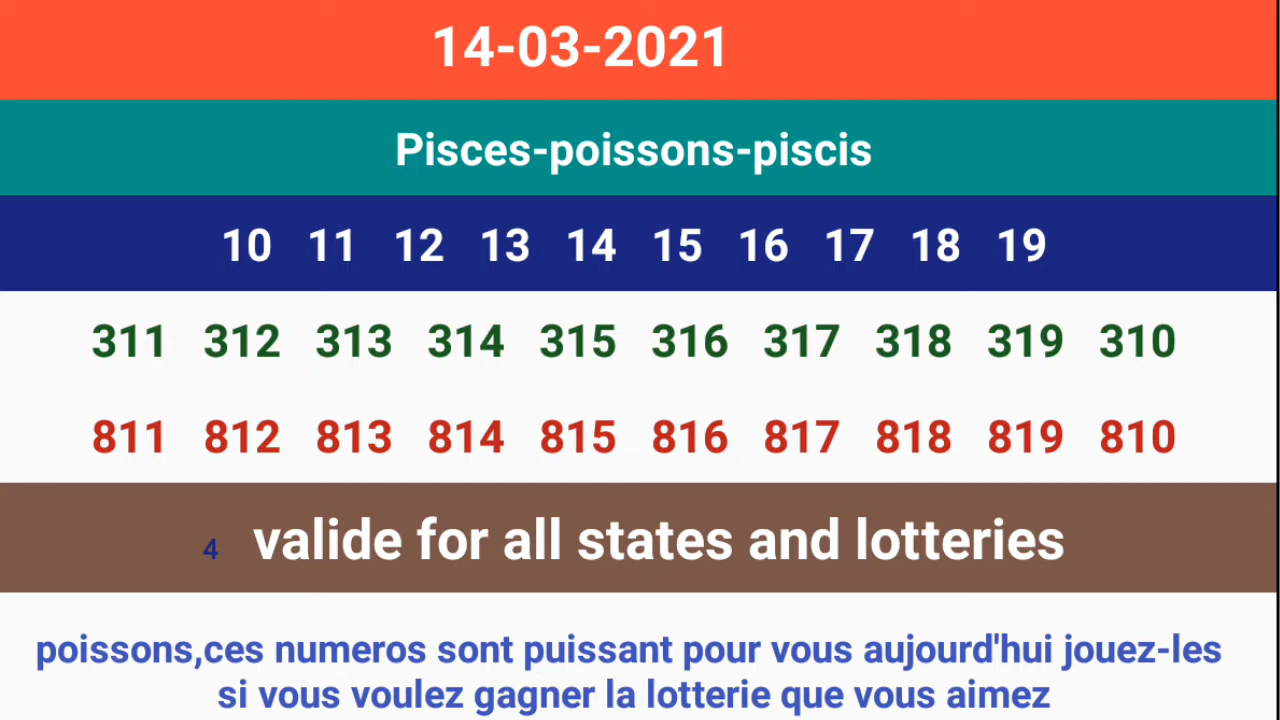 14-03-2021
Pisces-poissons-piscis
10 11 12 13 14 15 16 17 18 19
311 312 313 314 315 316 317 318 319 310
811 812 813 814 815 816 817 818 819 810
4 valide for all states and lotteries
poissons,ces numeros sont puissant pour vous aujourd'hui jouez-les
si vous voulez gagner la lotterie que vous aimez